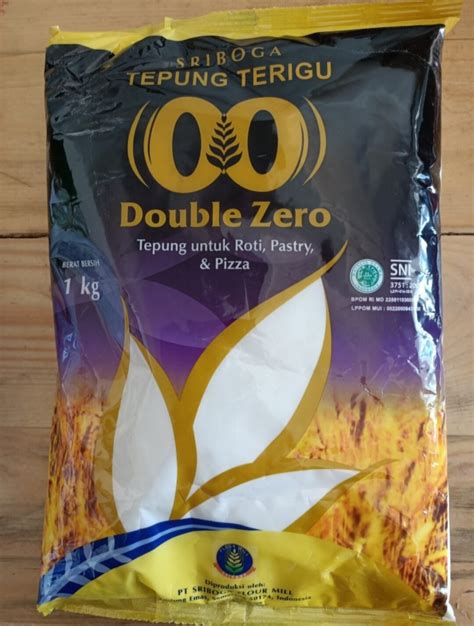 SRIBOGA
TEPUNG TERIGU
00
Double Zero
Tepung untuk Roti, Pastry,
& Pizza
BERAT BERSIH
1 kg
SNI
BPOM RI MD
LPPOM MUI :
Diproduksi oleh:
PT SRIBOGA FLOUR MILL
Indonesia